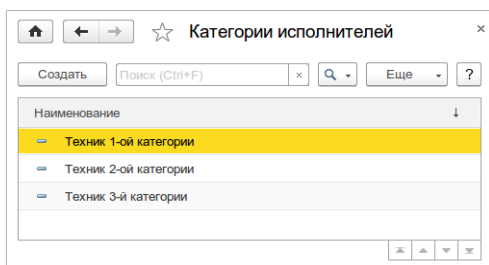 Категории исполнителей ×
Создать Поиск (Ctrl+F) × Еще ?
Наименование ↓
Техник 1-ой категории
Техник 2-ой категории
Техник 3-й категории